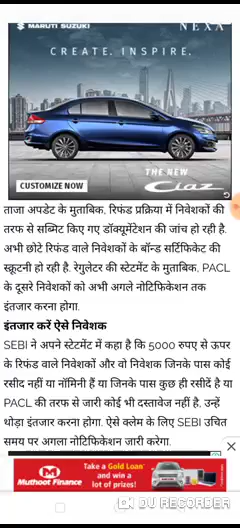 MARUTI SUZUKI
NEXA
CREATE. INSPIRE.
THE NEW
Ciaz
CUSTOMIZE NOW
ताजा अपडेट के मुताबिक, रिफंड प्रक्रिया में निवेशकों की
तरफ से सब्मिट किए गए डॉक्यूमेंटेशन की जांच हो रही है.
अभी छोटे रिफंड वाले निवेशकों के बॉन्ड सर्टिफिकेट की
स्क्रूटनी हो रही है. रेगुलेटर की स्टेटमेंट के मुताबिक, PACL
के दूसरे निवेशकों को अभी अगले नोटिफिकेशन तक
इंतजार करना होगा.
इंतजार करें ऐसे निवेशक
SEBI ने अपने स्टेटमेंट में कहा है कि 5000 रुपए से ऊपर
के रिफंड वाले निवेशकों और वो निवेशक जिनके पास कोई
रसीद नहीं या नॉमिनी हैं या जिनके पास कुछ ही रसीदें है या
PACL की तरफ से जारी कोई भी दस्तावेज नहीं है, उन्हें
थोड़ा इंतजार करना होगा. ऐसे क्लेम के लिए SEBI उचित
समय पर अगला नोटिफिकेशन जारी करेगा.
Muthoot Finance
Take a Gold Loan
and win a
lot of prizes!
DU RECORDER